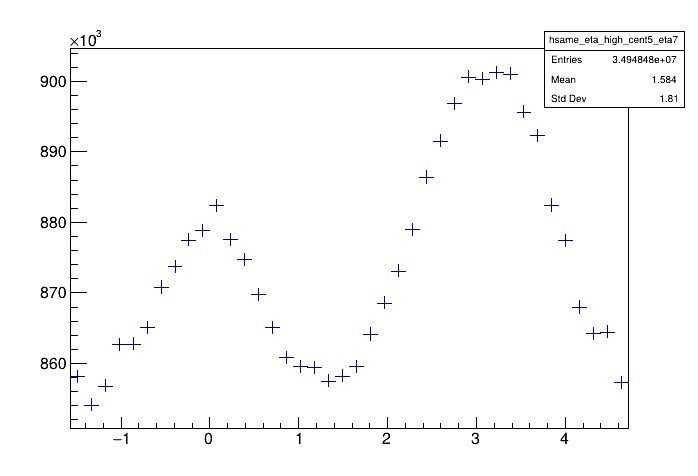 ×10³
hsame_eta_high_cent5_eta7
Entries 3.494848e+07
Mean 1.584
Std Dev 1.81
900
890
880
870
860
−1 0 1 2 3 4